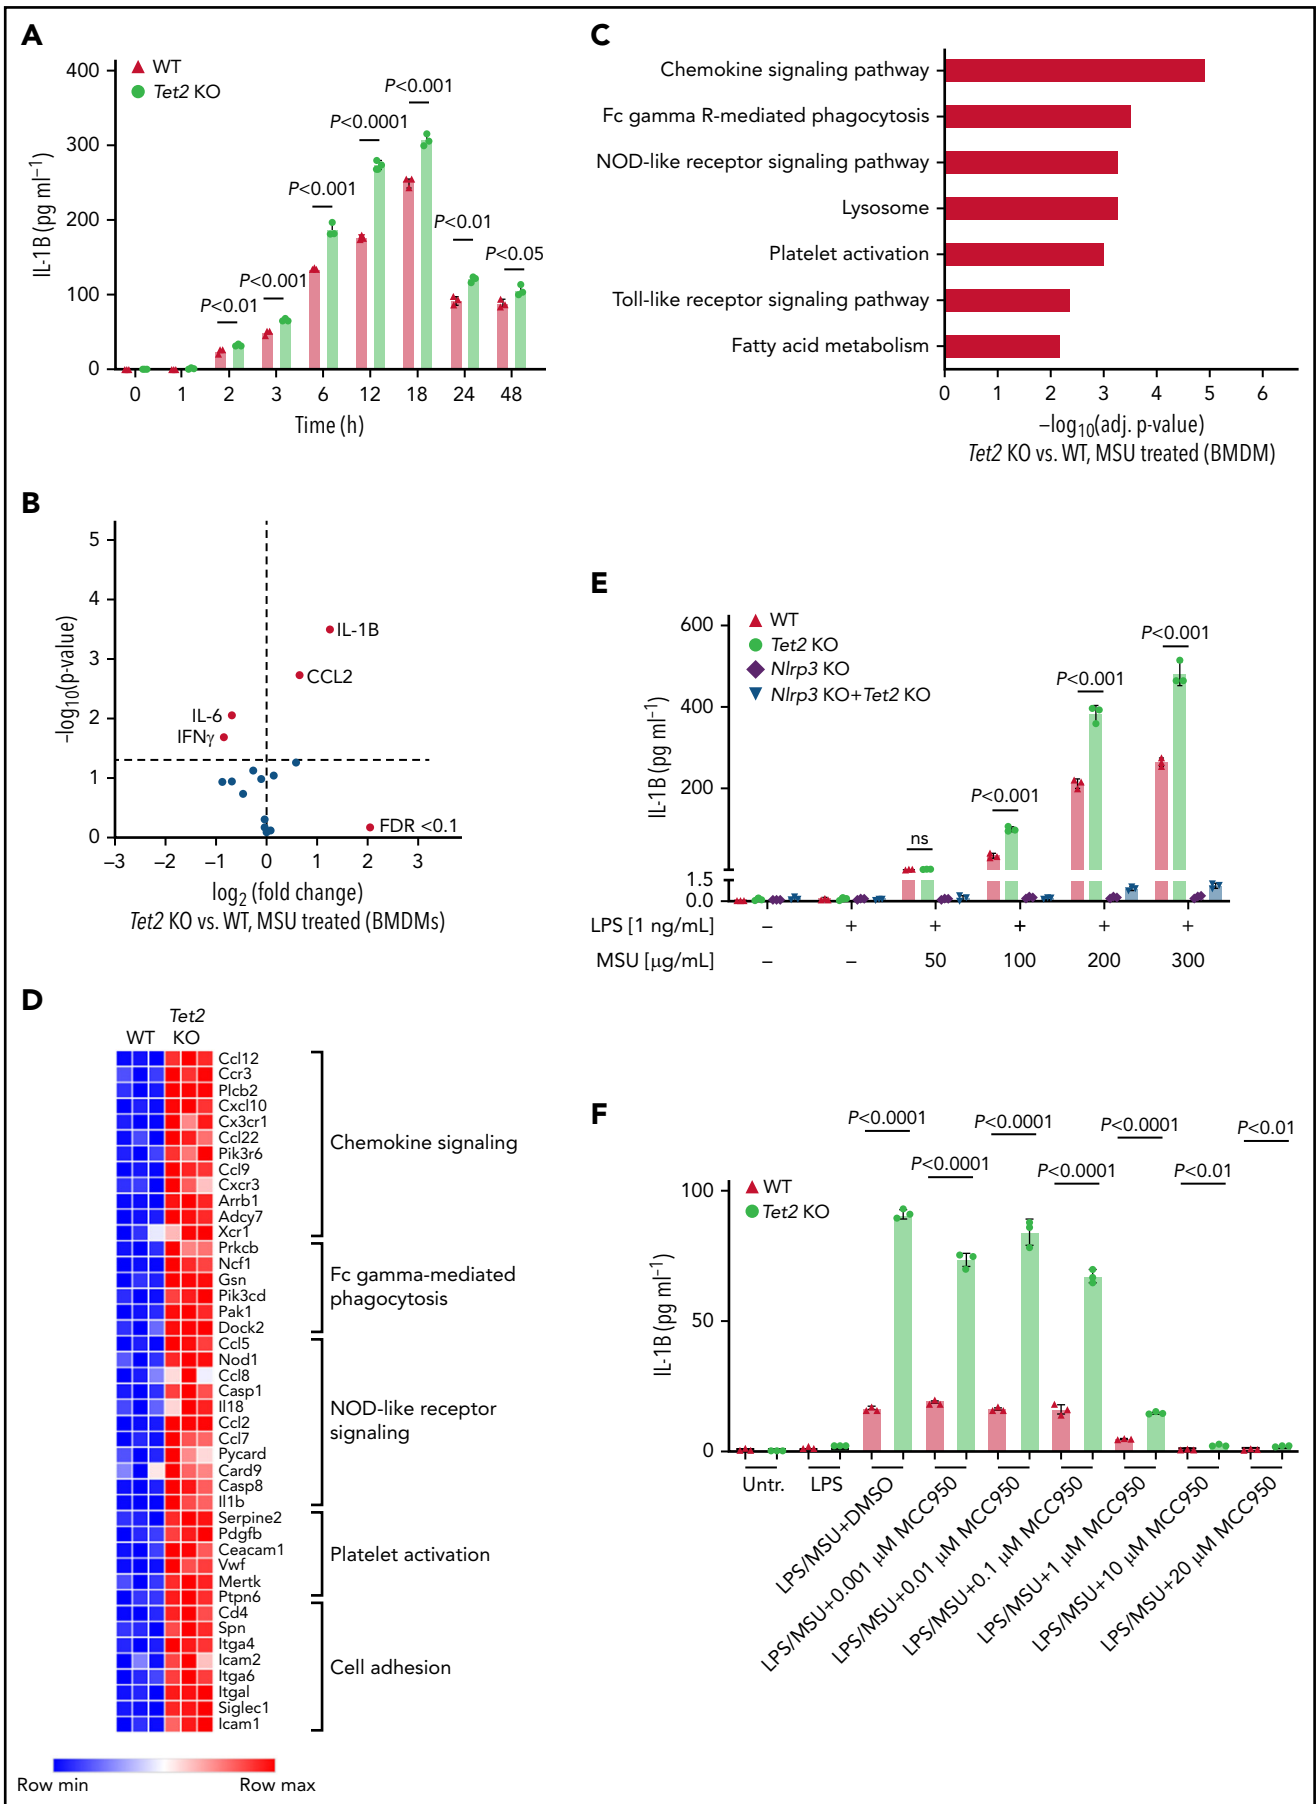 A
WT
Tet2 KO
IL-1B (pg ml−1)
400
300
200
100
0
P<0.01
P<0.001
P<0.001
P<0.0001
P<0.001
P<0.01
P<0.05
0 1 2 3 6 12 18 24 48
Time (h)
B
−log10(p-value)
5
4
3
2
1
0
IL-1B
CCL2
IL-6
IFNγ
FDR <0.1
−3 −2 −1 0 1 2 3
log2 (fold change)
Tet2 KO vs. WT, MSU treated (BMDMs)
C
Chemokine signaling pathway
Fc gamma R-mediated phagocytosis
NOD-like receptor signaling pathway
Lysosome
Platelet activation
Toll-like receptor signaling pathway
Fatty acid metabolism
0 1 2 3 4 5 6
−log10(adj. p-value)
Tet2 KO vs. WT, MSU treated (BMDM)
D
WT
Tet2
KO
Ccl12
Ccr3
Plcb2
Cxcl10
Cx3cr1
Ccl22
Pik3r6
Ccl9
Cxcr3
Arrb1
Adcy7
Xcr1
Prkcb
Ncf1
Gsn
Pik3cd
Pak1
Dock2
Ccl5
Nod1
Ccl8
Casp1
Il18
Ccl2
Ccl7
Pycard
Card9
Casp8
Il1b
Serpine2
Pdgfb
Ceacam1
Vwf
Mertk
Ptpn6
Cd4
Spn
Itga4
Icam2
Itga6
Itgal
Siglec1
Icam1
Chemokine signaling
Fc gamma-mediated
phagocytosis
NOD-like receptor
signaling
Platelet activation
Cell adhesion
Row min
Row max
E
WT
Tet2 KO
Nlrp3 KO
Nlrp3 KO+Tet2 KO
IL-1B (pg ml−1)
600
400
200
1.5
0.0
ns
P<0.001
P<0.001
P<0.001
LPS [1 ng/mL] − + + + + +
MSU [μg/mL] − − 50 100 200 300
F
WT
Tet2 KO
IL-1B (pg ml−1)
100
50
0
P<0.0001
P<0.0001
P<0.0001
P<0.0001
P<0.0001
P<0.01
P<0.01
Untr.
LPS
LPS/MSU+DMSO
LPS/MSU+0.001 μM MCC950
LPS/MSU+0.01 μM MCC950
LPS/MSU+0.1 μM MCC950
LPS/MSU+1 μM MCC950
LPS/MSU+10 μM MCC950
LPS/MSU+20 μM MCC950